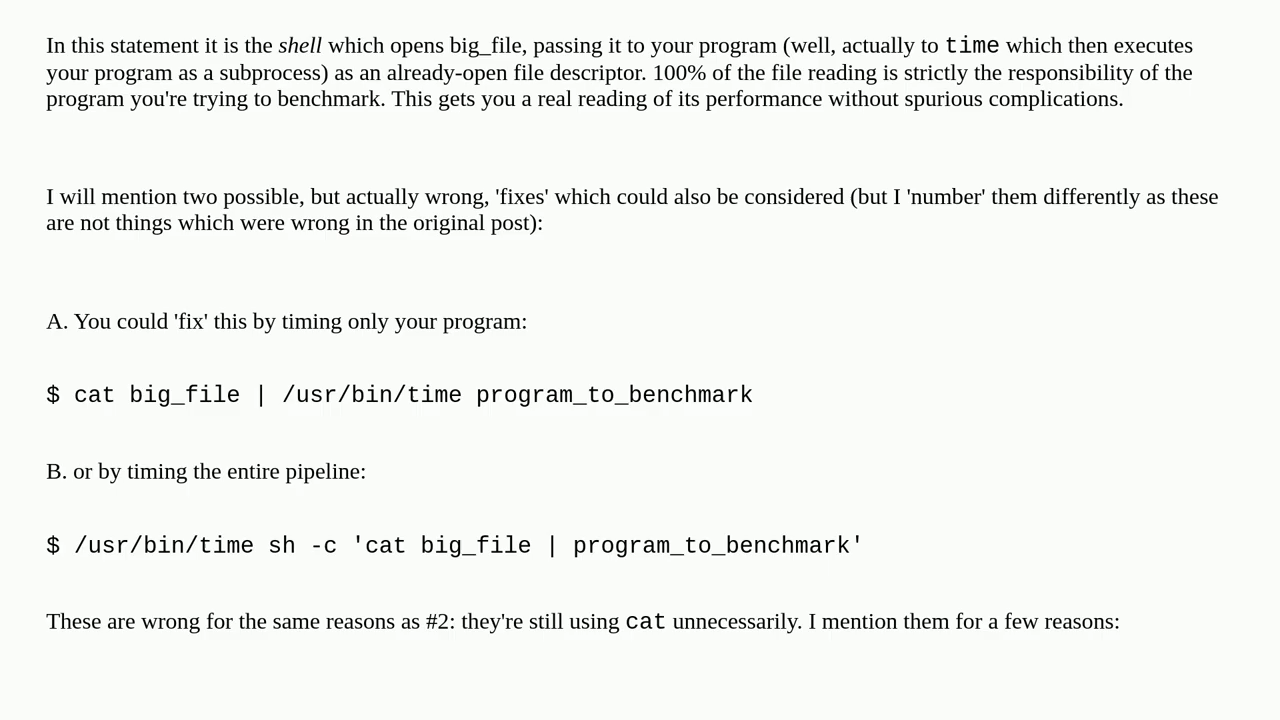 In this statement it is the shell which opens big_file, passing it to your program (well, actually to time which then executes
your program as a subprocess) as an already-open file descriptor. 100% of the file reading is strictly the responsibility of the
program you're trying to benchmark. This gets you a real reading of its performance without spurious complications.
I will mention two possible, but actually wrong, 'fixes' which could also be considered (but I 'number' them differently as these
are not things which were wrong in the original post):
A. You could 'fix' this by timing only your program:
$ cat big_file | /usr/bin/time program_to_benchmark
B. or by timing the entire pipeline:
$ /usr/bin/time sh -c 'cat big_file | program_to_benchmark'
These are wrong for the same reasons as #2: they're still using cat unnecessarily. I mention them for a few reasons: